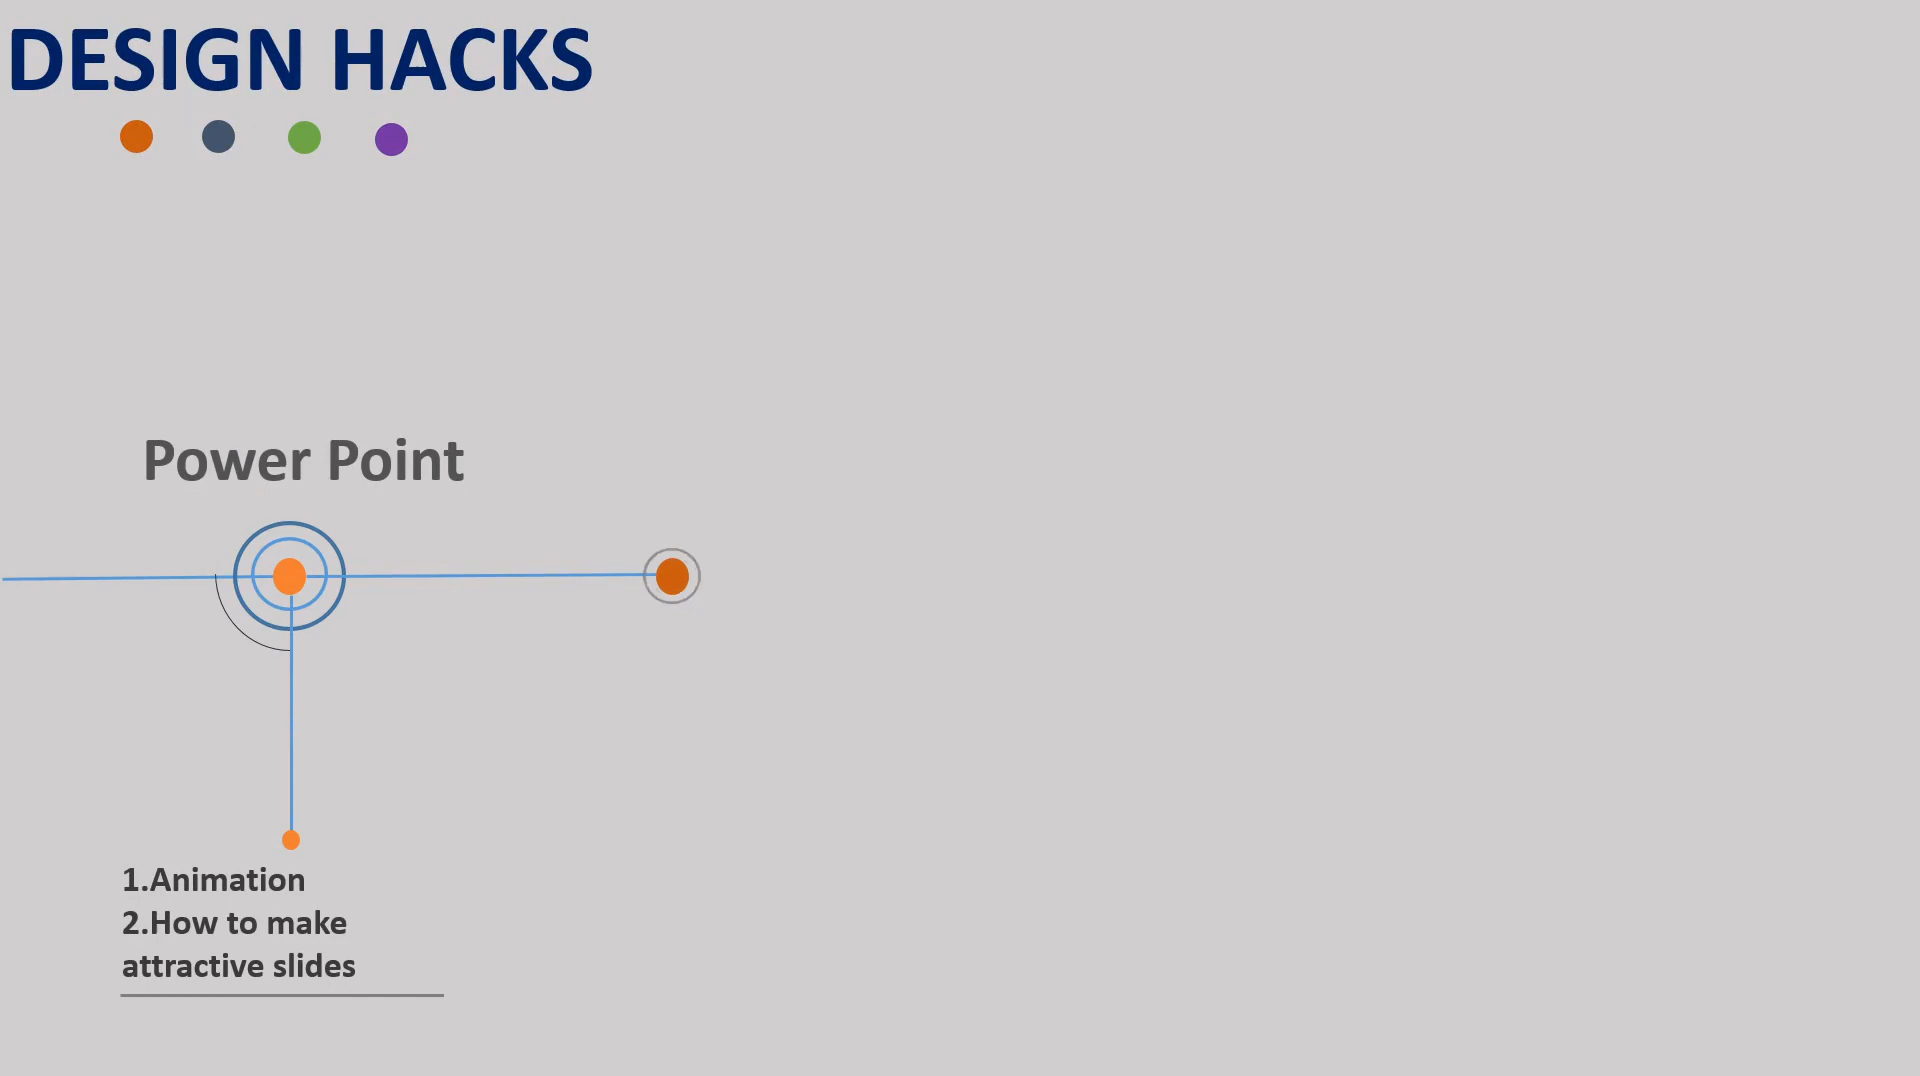 DESIGN HACKS
Power Point
1.Animation
2.How to make
attractive slides